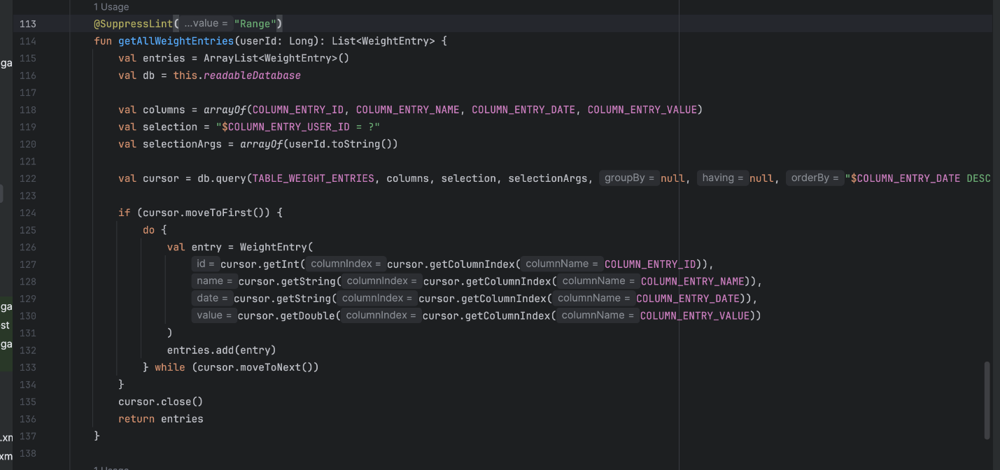 1 Usage
113 @SuppressLint( ...value = "Range")
114 fun getAllWeightEntries(userId: Long): List<WeightEntry> {
ga 115 val entries = ArrayList<WeightEntry>()
116 val db = this.readableDatabase
117
118 val columns = arrayOf(COLUMN_ENTRY_ID, COLUMN_ENTRY_NAME, COLUMN_ENTRY_DATE, COLUMN_ENTRY_VALUE)
119 val selection = "$COLUMN_ENTRY_USER_ID = ?"
120 val selectionArgs = arrayOf(userId.toString())
121
122 val cursor = db.query(TABLE_WEIGHT_ENTRIES, columns, selection, selectionArgs, groupBy = null, having = null, orderBy = "$COLUMN_ENTRY_DATE DESC
123
124 if (cursor.moveToFirst()) {
125 do {
126 val entry = WeightEntry(
127 id = cursor.getInt( columnIndex = cursor.getColumnIndex( columnName = COLUMN_ENTRY_ID)),
128 name = cursor.getString( columnIndex = cursor.getColumnIndex( columnName = COLUMN_ENTRY_NAME)),
ga 129 date = cursor.getString( columnIndex = cursor.getColumnIndex( columnName = COLUMN_ENTRY_DATE)),
st 130 value = cursor.getDouble( columnIndex = cursor.getColumnIndex( columnName = COLUMN_ENTRY_VALUE))
ga 131 )
132 entries.add(entry)
133 } while (cursor.moveToNext())
134 }
135 cursor.close()
136 return entries
.xn 137 }
xm 138
1 Usage